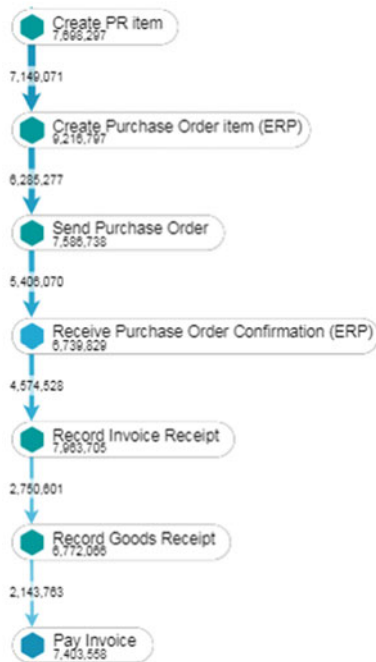 Create PR item
7,698,297
7,149,071
Create Purchase Order item (ERP)
9,216,797
6,285,277
Send Purchase Order
7,586,738
5,406,070
Receive Purchase Order Confirmation (ERP)
6,739,829
4,574,528
Record Invoice Receipt
7,963,705
2,750,601
Record Goods Receipt
6,772,066
2,143,763
Pay Invoice
7,403,558